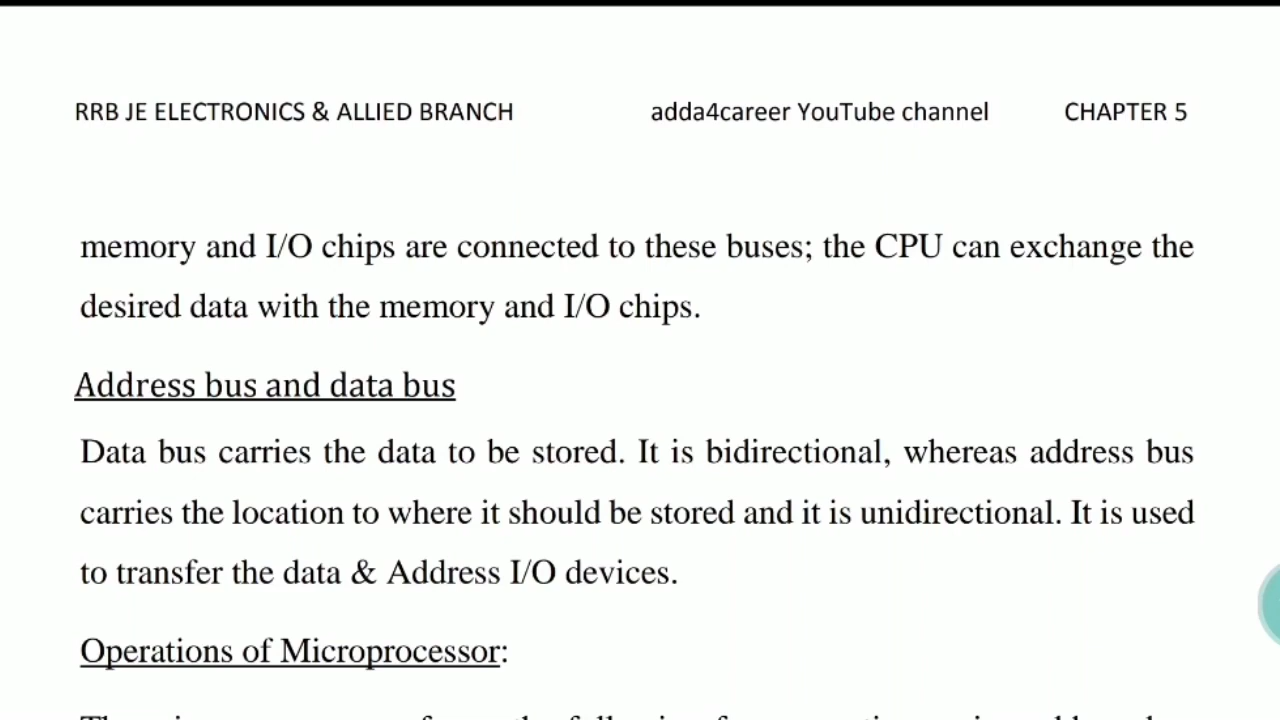 RRB JE ELECTRONICS & ALLIED BRANCH adda4career YouTube channel CHAPTER 5
memory and I/O chips are connected to these buses; the CPU can exchange the
desired data with the memory and I/O chips.
Address bus and data bus
Data bus carries the data to be stored. It is bidirectional, whereas address bus
carries the location to where it should be stored and it is unidirectional. It is used
to transfer the data & Address I/O devices.
Operations of Microprocessor: